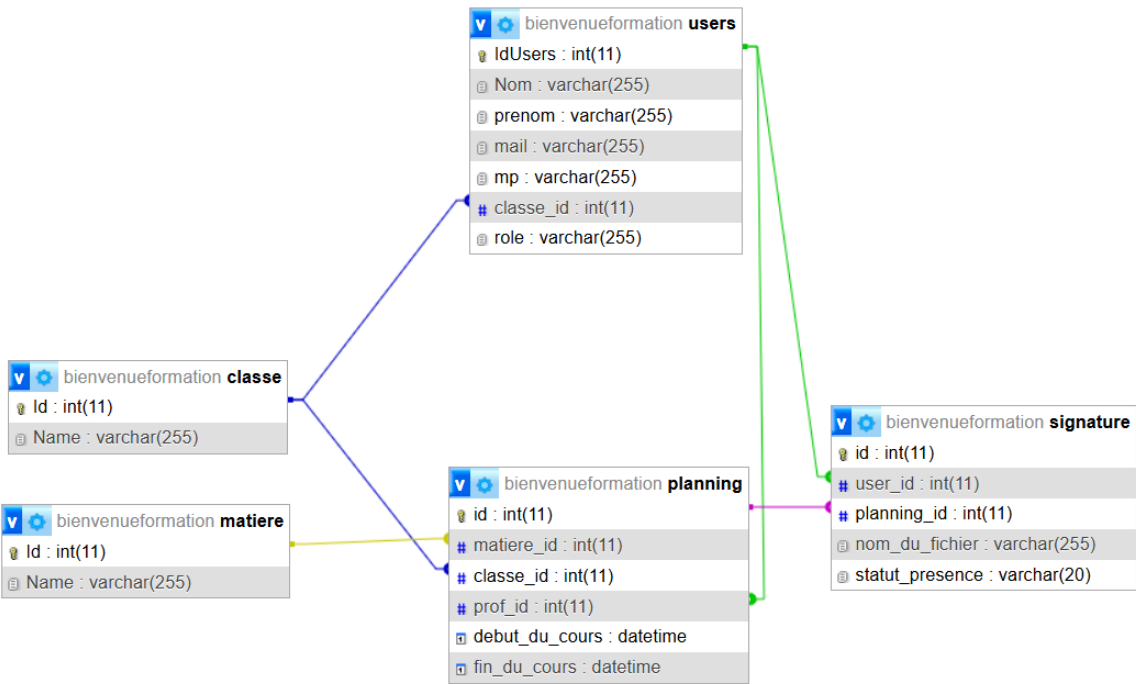 v bienvenueformation users
IdUsers : int(11)
Nom : varchar(255)
prenom : varchar(255)
mail : varchar(255)
mp : varchar(255)
# classe_id : int(11)
role : varchar(255)
v bienvenueformation classe
Id : int(11)
Name : varchar(255)
v bienvenueformation matiere
Id : int(11)
Name : varchar(255)
v bienvenueformation planning
id : int(11)
# matiere_id : int(11)
# classe_id : int(11)
# prof_id : int(11)
debut_du_cours : datetime
fin_du_cours : datetime
v bienvenueformation signature
id : int(11)
# user_id : int(11)
# planning_id : int(11)
nom_du_fichier : varchar(255)
statut_presence : varchar(20)